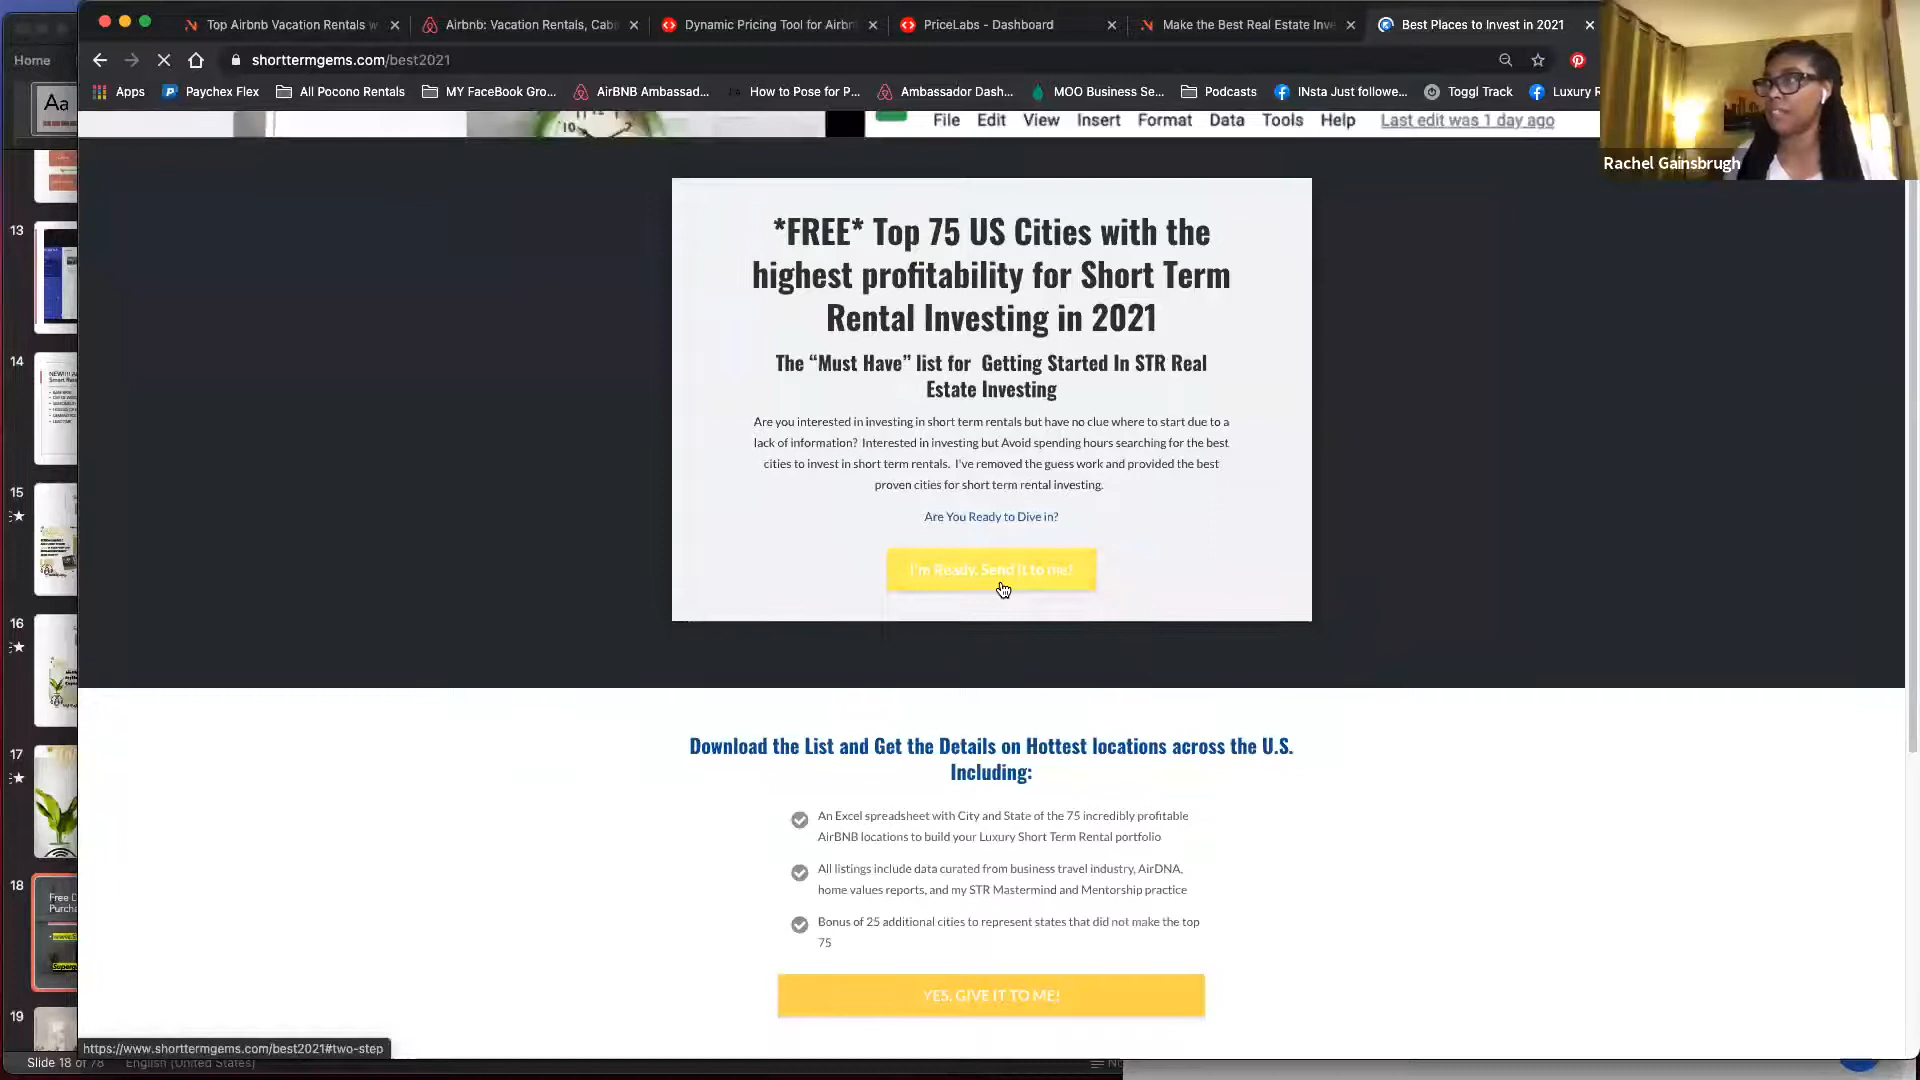 Top Airbnb Vacation Rentals w
Airbnb: Vacation Rentals, Cab
Dynamic Pricing Tool for Airbn
PriceLabs - Dashboard
Make the Best Real Estate Inv
Best Places to Invest in 2021
Home
shorttermgems.com/best2021
Apps
Paychex Flex
All Pocono Rentals
MY FaceBook Gro...
AirBNB Ambassad...
How to Pose for P...
Ambassador Dash...
MOO Business Se...
Podcasts
INsta Just followe...
Toggl Track
Luxury R
Aa
10
File Edit View Insert Format Data Tools Help Last edit was 1 day ago
Rachel Gainsbrugh
*FREE* Top 75 US Cities with the
highest profitability for Short Term
Rental Investing in 2021
The “Must Have” list for Getting Started In STR Real
Estate Investing
Are you interested in investing in short term rentals but have no clue where to start due to a
lack of information? Interested in investing but Avoid spending hours searching for the best
cities to invest in short term rentals. I've removed the guess work and provided the best
proven cities for short term rental investing.
Are You Ready to Dive in?
I'm Ready. Send it to me!
Download the List and Get the Details on Hottest locations across the U.S.
Including:
An Excel spreadsheet with City and State of the 75 incredibly profitable
AirBNB locations to build your Luxury Short Term Rental portfolio
All listings include data curated from business travel industry, AirDNA,
home values reports, and my STR Mastermind and Mentorship practice
Bonus of 25 additional cities to represent states that did not make the top
75
YES, GIVE IT TO ME!
13
14
15
16
17
18
Free D
Purcha
19
https://www.shorttermgems.com/best2021#two-step
Slide 18 of 78 English (United States)